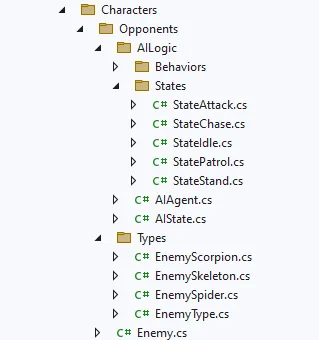 Characters
Opponents
AILogic
Behaviors
States
C# StateAttack.cs
C# StateChase.cs
C# StateIdle.cs
C# StatePatrol.cs
C# StateStand.cs
C# AIAgent.cs
C# AIState.cs
Types
C# EnemyScorpion.cs
C# EnemySkeleton.cs
C# EnemySpider.cs
C# EnemyType.cs
C# Enemy.cs